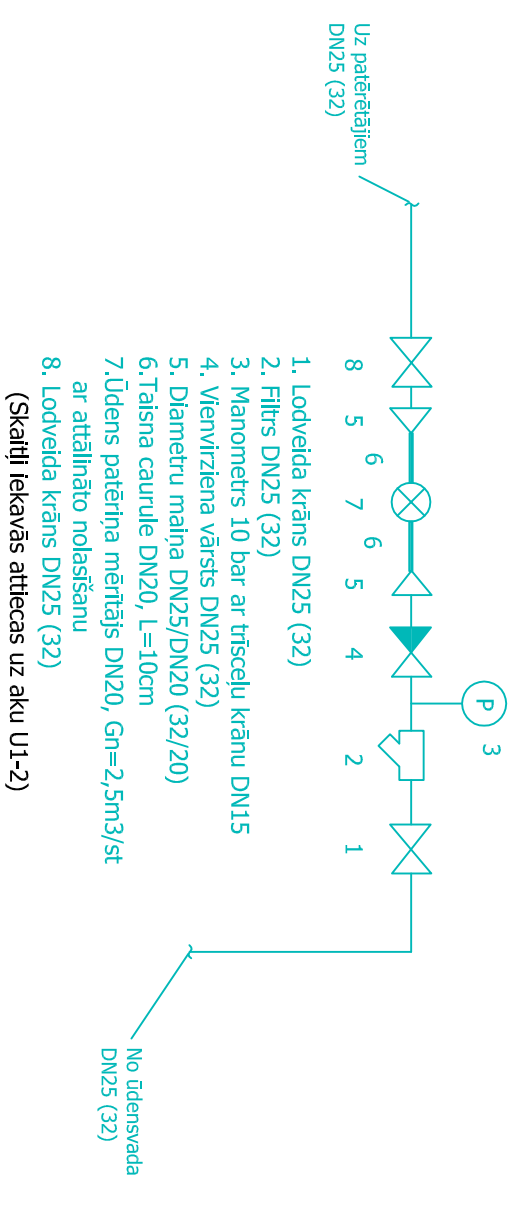 Uz patērētājiem
DN25 (32)
8
5
6
7
6
5
4
P
3
2
1
No ūdensvada
DN25 (32)
1. Lodveida krāns DN25 (32)
2. Filtrs DN25 (32)
3. Manometrs 10 bar ar trīsceļu krānu DN15
4. Vienvirziena vārsts DN25 (32)
5. Diametru maiņa DN25/DN20 (32/20)
6.Taisna caurule DN20, L=10cm
7.Ūdens patēriņa mērītājs DN20, Gn=2,5m3/st
ar attālināto nolasīšanu
8. Lodveida krāns DN25 (32)
(Skaitļi iekavās attiecas uz aku U1-2)